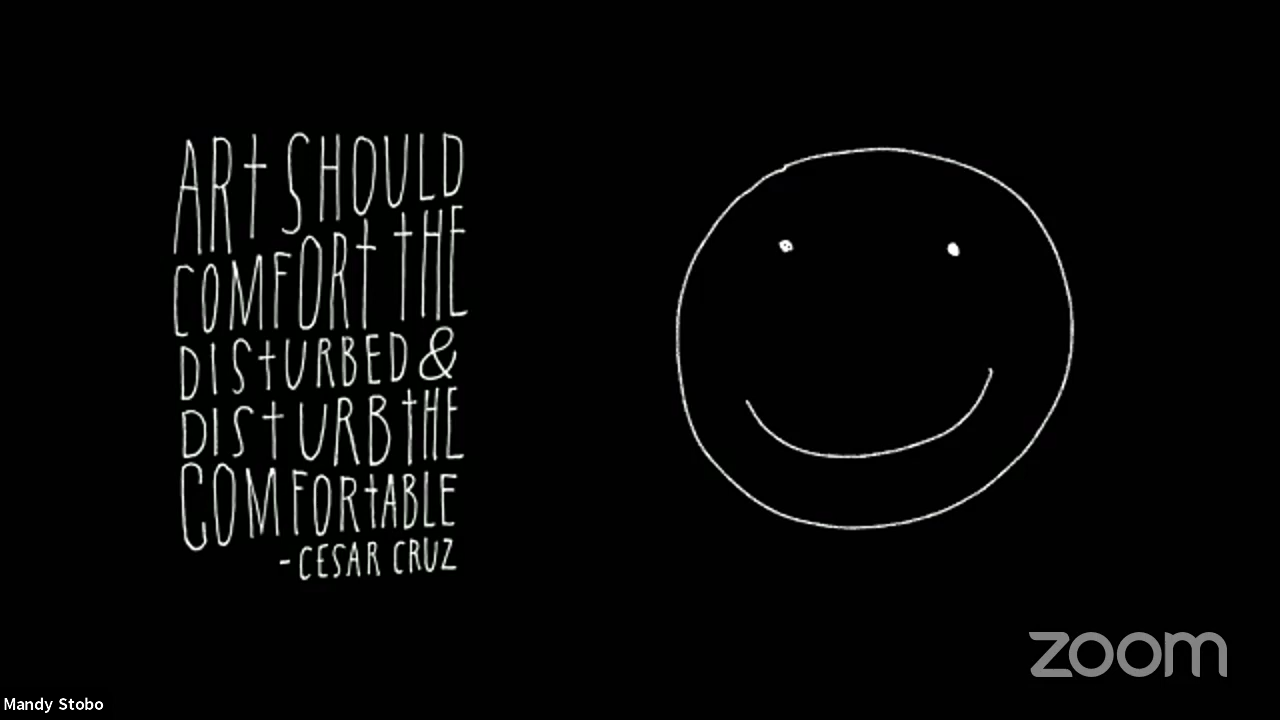 ART SHOULD
COMFORT THE
DISTURBED &
DISTURB THE
COMFORTABLE
-CESAR CRUZ
zoom
Mandy Stobo